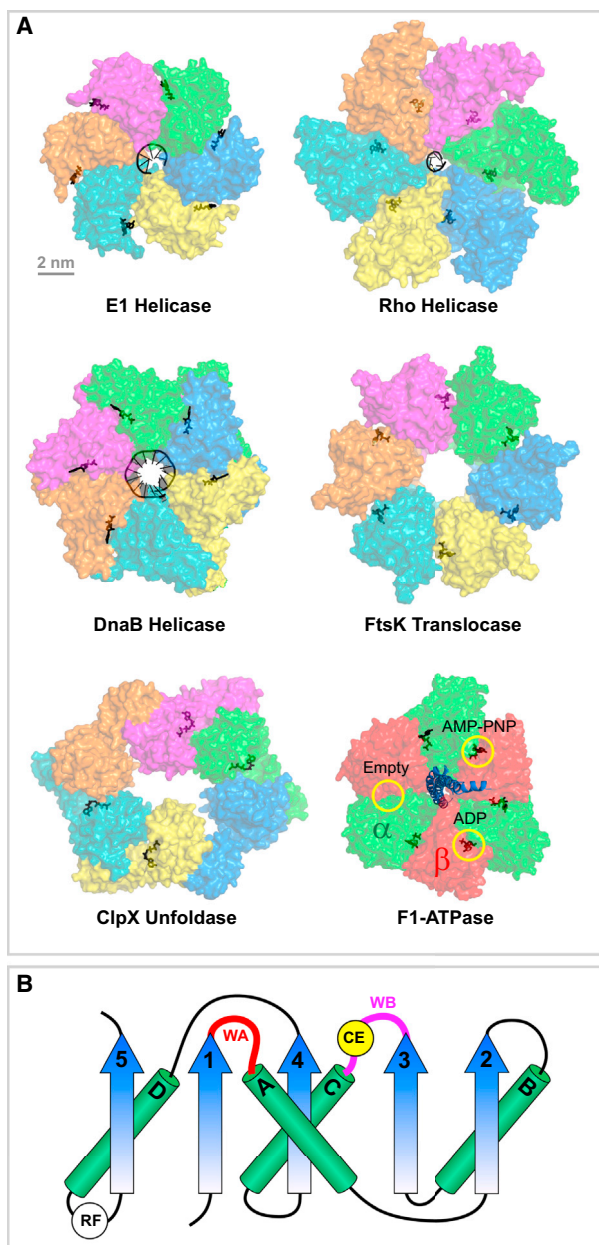 A
2 nm
E1 Helicase
Rho Helicase
DnaB Helicase
FtsK Translocase
AMP-PNP
Empty
ADP
α
β
ClpX Unfoldase
F1-ATPase
B
WB
WA
CE
5
1
4
3
2
D
A
C
B
RF